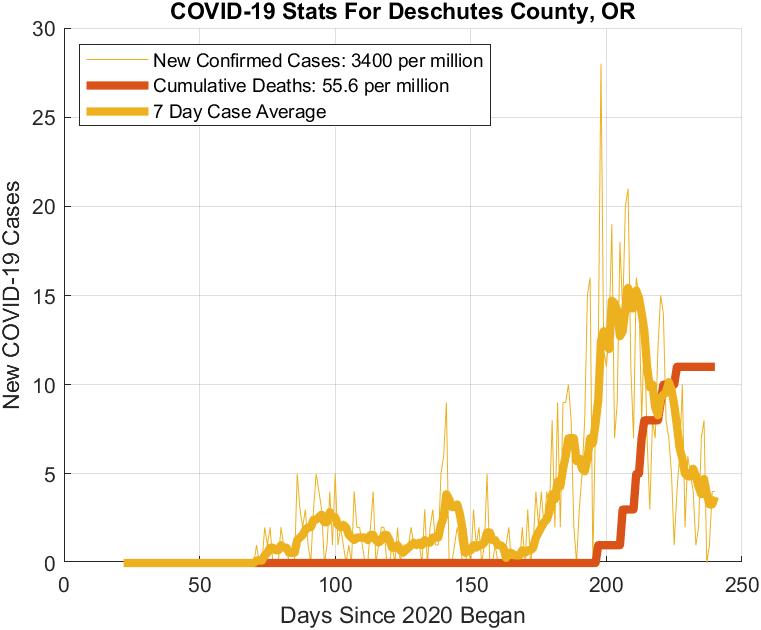 COVID-19 Stats For Deschutes County, OR
New Confirmed Cases: 3400 per million
Cumulative Deaths: 55.6 per million
7 Day Case Average
New COVID-19 Cases
30
25
20
15
10
5
0
0 50 100 150 200 250
Days Since 2020 Began